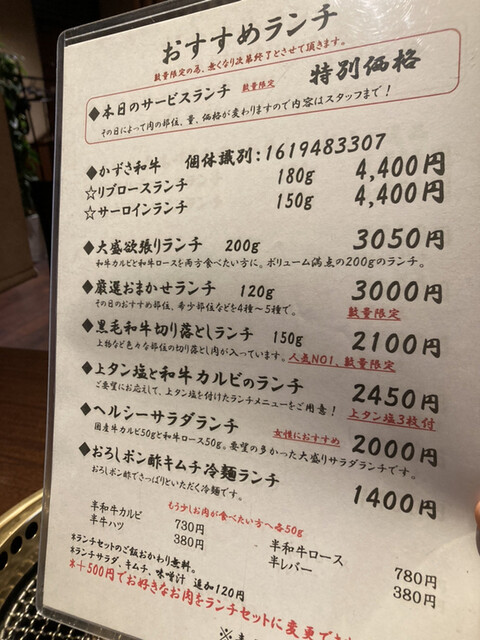 おすすめランチ
数量限定の為、無くなり次第終了とさせて頂きます。
◆本日のサービスランチ 数量限定 特別価格
その日によって肉の部位、量、価格が変わりますので内容はスタッフまで！
◆かずさ和牛 個体識別:1619483307
☆リブロースランチ 180g 4,400円
☆サーロインランチ 150g 4,400円
◆大盛欲張りランチ 200g 3050円
和牛カルビと和牛ロースを両方食べたい方に。ボリューム満点の200gのランチ。
◆厳選おまかせランチ 120g 3000円
その日のおすすめ部位、希少部位などを4種〜5種で。 数量限定
◆黒毛和牛切り落としランチ 150g 2100円
上物など色々な部位の切り落とし肉が入っています。人気NO1、数量限定
◆上タン塩と和牛カルビのランチ 2450円
ご要望にお応えして、上タン塩を付けたランチメニューをご用意！ 上タン塩3枚付
◆ヘルシーサラダランチ 女性におすすめ 2000円
国産牛カルビ50gと和牛ロース50g。要望の多かった大盛りサラダランチです。
◆おろしポン酢キムチ冷麺ランチ 1400円
おろしポン酢でさっぱりといただく冷麺です。
もう少しお肉が食べたい方へ各50g
半和牛カルビ 730円 半和牛ロース 780円
半牛ハツ 380円 半レバー 380円
*ランチセットのご飯おかわり無料。
*ランチサラダ、キムチ、味噌汁 追加120円
*+500円でお好きなお肉をランチセットに変更でき